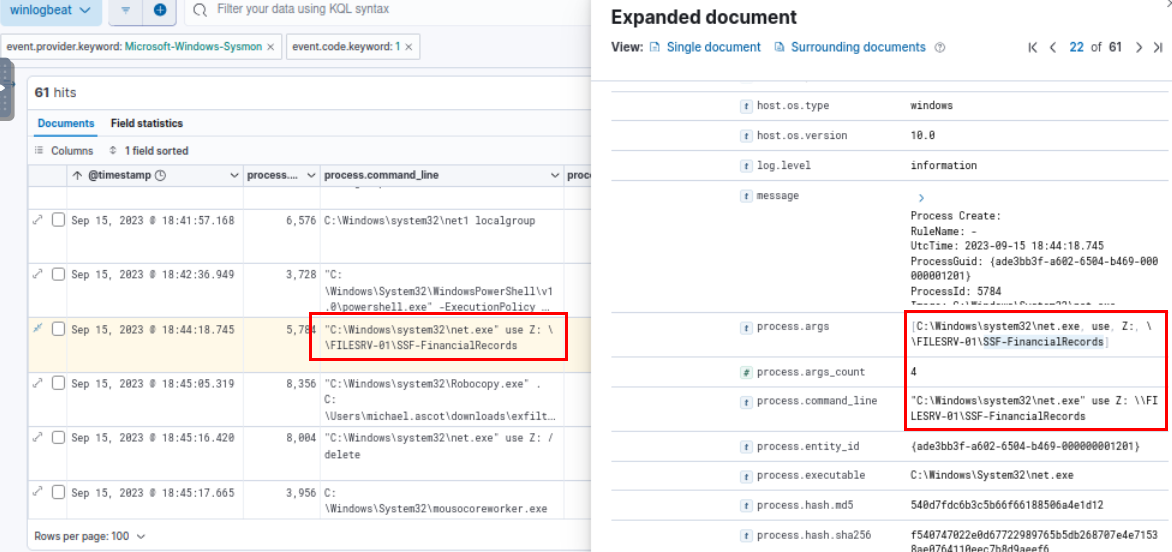 winlogbeat
Filter your data using KQL syntax
event.provider.keyword: Microsoft-Windows-Sysmon ×
event.code.keyword: 1 ×
61 hits
Documents
Field statistics
Columns
1 field sorted
@timestamp
process....
process.command_line
proc
Sep 15, 2023 @ 18:41:57.168
6,576
C:\Windows\system32\net1 localgroup
Sep 15, 2023 @ 18:42:36.949
3,728
"C:
\Windows\System32\WindowsPowerShell\v1
.0\powershell.exe" -ExecutionPolicy …
Sep 15, 2023 @ 18:44:18.745
5,784
"C:\Windows\system32\net.exe" use Z: \
\FILESRV-01\SSF-FinancialRecords
Sep 15, 2023 @ 18:45:05.319
8,356
"C:\Windows\system32\Robocopy.exe" .
C:
\Users\michael.ascot\downloads\exfilt…
Sep 15, 2023 @ 18:45:16.420
8,004
"C:\Windows\system32\net.exe" use Z: /
delete
Sep 15, 2023 @ 18:45:17.665
3,956
C:
\Windows\System32\mousocoreworker.exe
Rows per page: 100
Expanded document
View:
Single document
Surrounding documents
22 of 61
host.os.type
windows
host.os.version
10.0
log.level
information
message
Process Create:
RuleName: -
UtcTime: 2023-09-15 18:44:18.745
ProcessGuid: {ade3bb3f-a602-6504-b469-000
000001201}
ProcessId: 5784
process.args
[C:\Windows\system32\net.exe, use, Z:, \
\FILESRV-01\SSF-FinancialRecords]
process.args_count
4
process.command_line
"C:\Windows\system32\net.exe" use Z: \\FI
LESRV-01\SSF-FinancialRecords
process.entity_id
{ade3bb3f-a602-6504-b469-000000001201}
process.executable
C:\Windows\System32\net.exe
process.hash.md5
540d7fdc6b3c5b66f66188506a4e1d12
process.hash.sha256
f540747022e0d67722989765b5db268707e4e7153